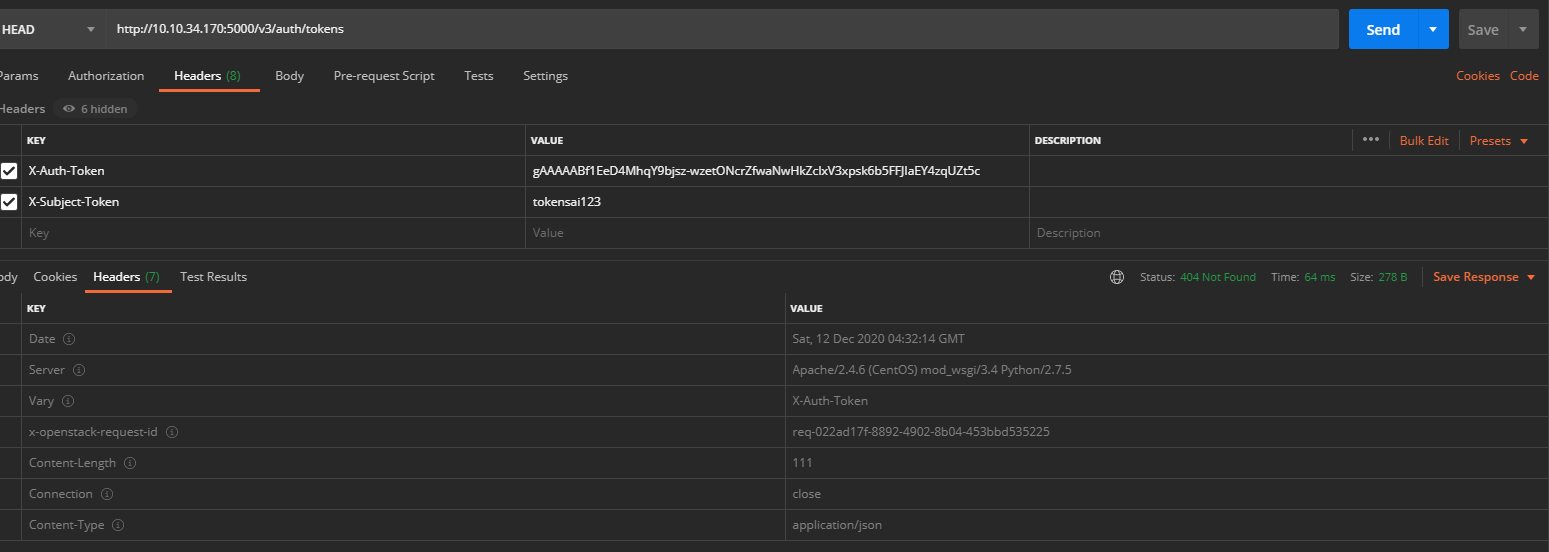 HEAD http://10.10.34.170:5000/v3/auth/tokens Send Save
Params Authorization Headers (8) Body Pre-request Script Tests Settings Cookies Code
Headers 6 hidden
KEY VALUE DESCRIPTION ••• Bulk Edit Presets
X-Auth-Token gAAAAABf1EeD4MhqY9bjsz-wzetONcrZfwaNwHkZcIxV3xpsk6b5FFJIaEY4zqUZt5c
X-Subject-Token tokensai123
Key Value Description
ody Cookies Headers (7) Test Results Status: 404 Not Found Time: 64 ms Size: 278 B Save Response
KEY VALUE
Date Sat, 12 Dec 2020 04:32:14 GMT
Server Apache/2.4.6 (CentOS) mod_wsgi/3.4 Python/2.7.5
Vary X-Auth-Token
x-openstack-request-id req-022ad17f-8892-4902-8b04-453bbd535225
Content-Length 111
Connection close
Content-Type application/json